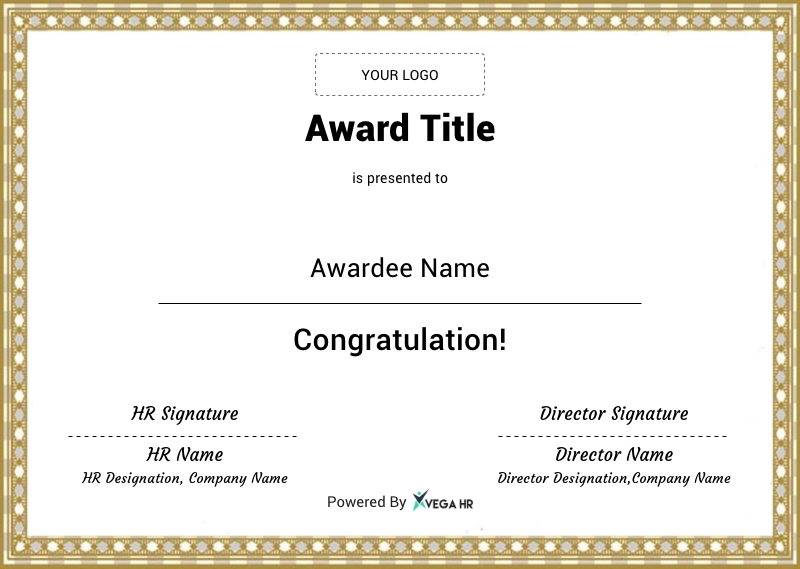 YOUR LOGO
Award Title
is presented to
Awardee Name
Congratulation!
HR Signature
Director Signature
HR Name
Director Name
HR Designation, Company Name
Director Designation,Company Name
Powered By VEGA HR